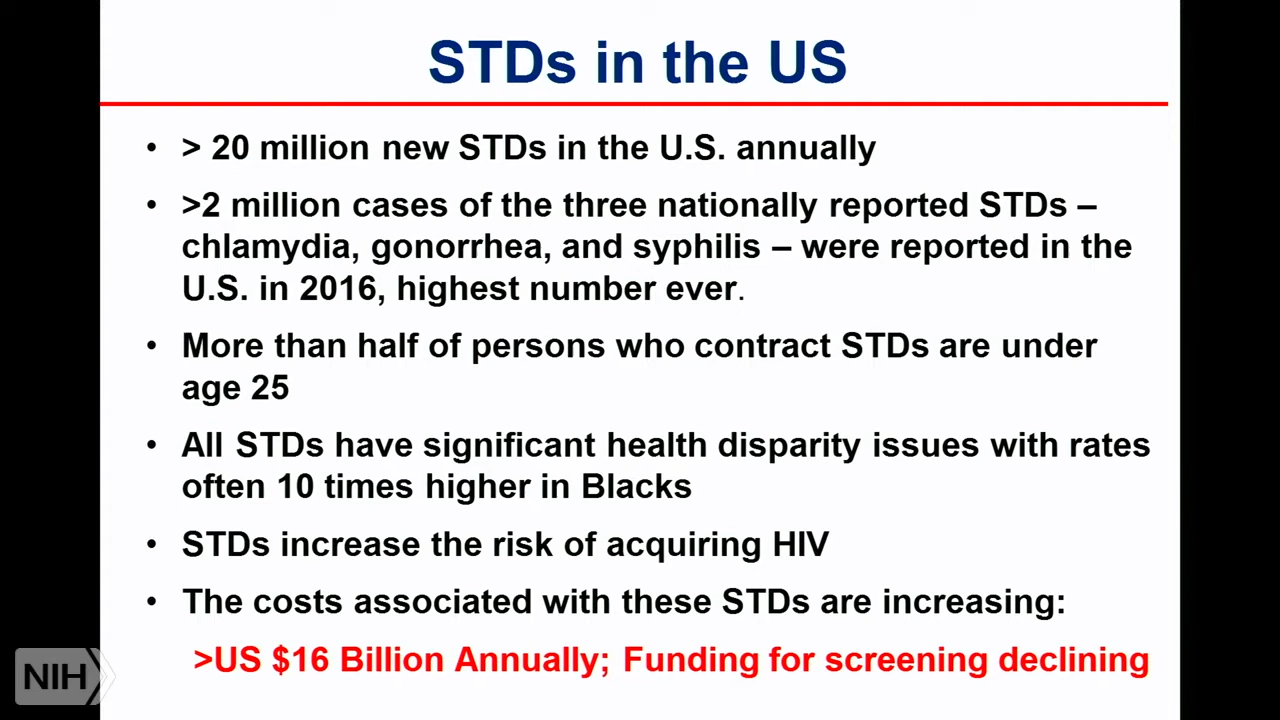 STDs in the US
• > 20 million new STDs in the U.S. annually
• >2 million cases of the three nationally reported STDs –
chlamydia, gonorrhea, and syphilis – were reported in the
U.S. in 2016, highest number ever.
• More than half of persons who contract STDs are under
age 25
• All STDs have significant health disparity issues with rates
often 10 times higher in Blacks
• STDs increase the risk of acquiring HIV
• The costs associated with these STDs are increasing:
>US $16 Billion Annually; Funding for screening declining
NIH